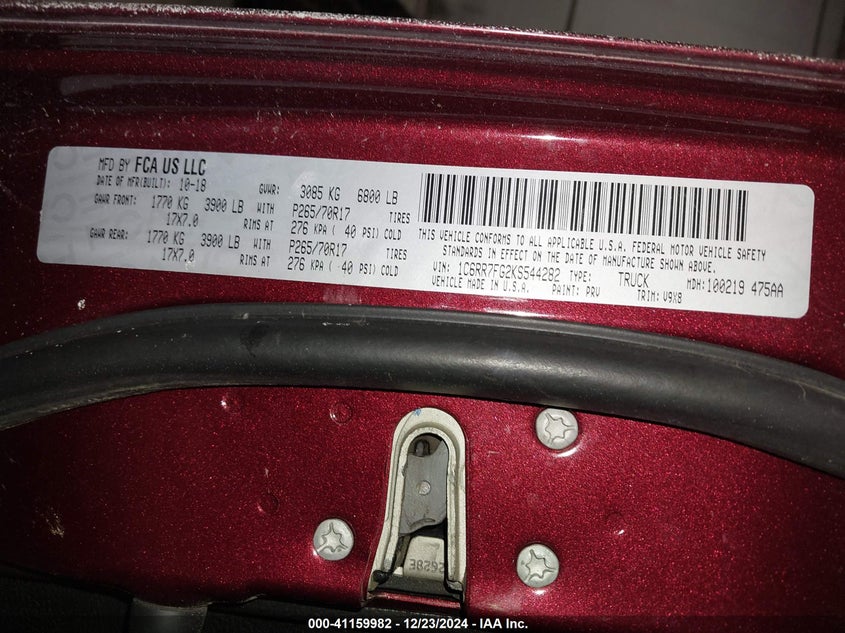 MFD BY FCA US LLC
DATE OF MFR(BUILT): 10-18 GVWR: 3085 KG 6800 LB
GAWR FRONT: 1770 KG 3900 LB WITH P265/70R17 TIRES
17X7.0 RIMS AT 276 KPA ( 40 PSI) COLD
GAWR REAR: 1770 KG 3900 LB WITH P265/70R17 TIRES
17X7.0 RIMS AT 276 KPA ( 40 PSI) COLD
THIS VEHICLE CONFORMS TO ALL APPLICABLE U.S.A. FEDERAL MOTOR VEHICLE SAFETY
STANDARDS IN EFFECT ON THE DATE OF MANUFACTURE SHOWN ABOVE.
VIN: 1C6RR7FG2KS544282 TYPE: TRUCK MDH:100219 475AA
VEHICLE MADE IN U.S.A. PAINT: PRV TRIM: V9X8
38292
000-41159982 - 12/23/2024 - IAA Inc.